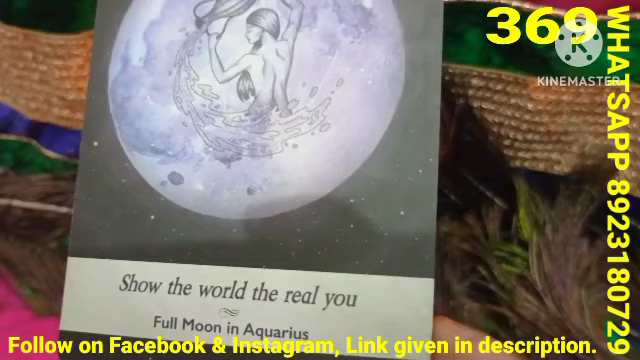 369
KINEMASTER
WHATSAPP 8923180729
Show the world the real you
Full Moon in Aquarius
Follow on Facebook & Instagram, Link given in description.